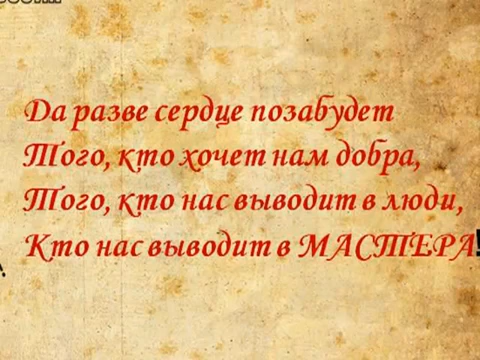 Да разве сердце позабудет
Того, кто хочет нам добра,
Того, кто нас выводит в люди,
Кто нас выводит в МАСТЕРА!